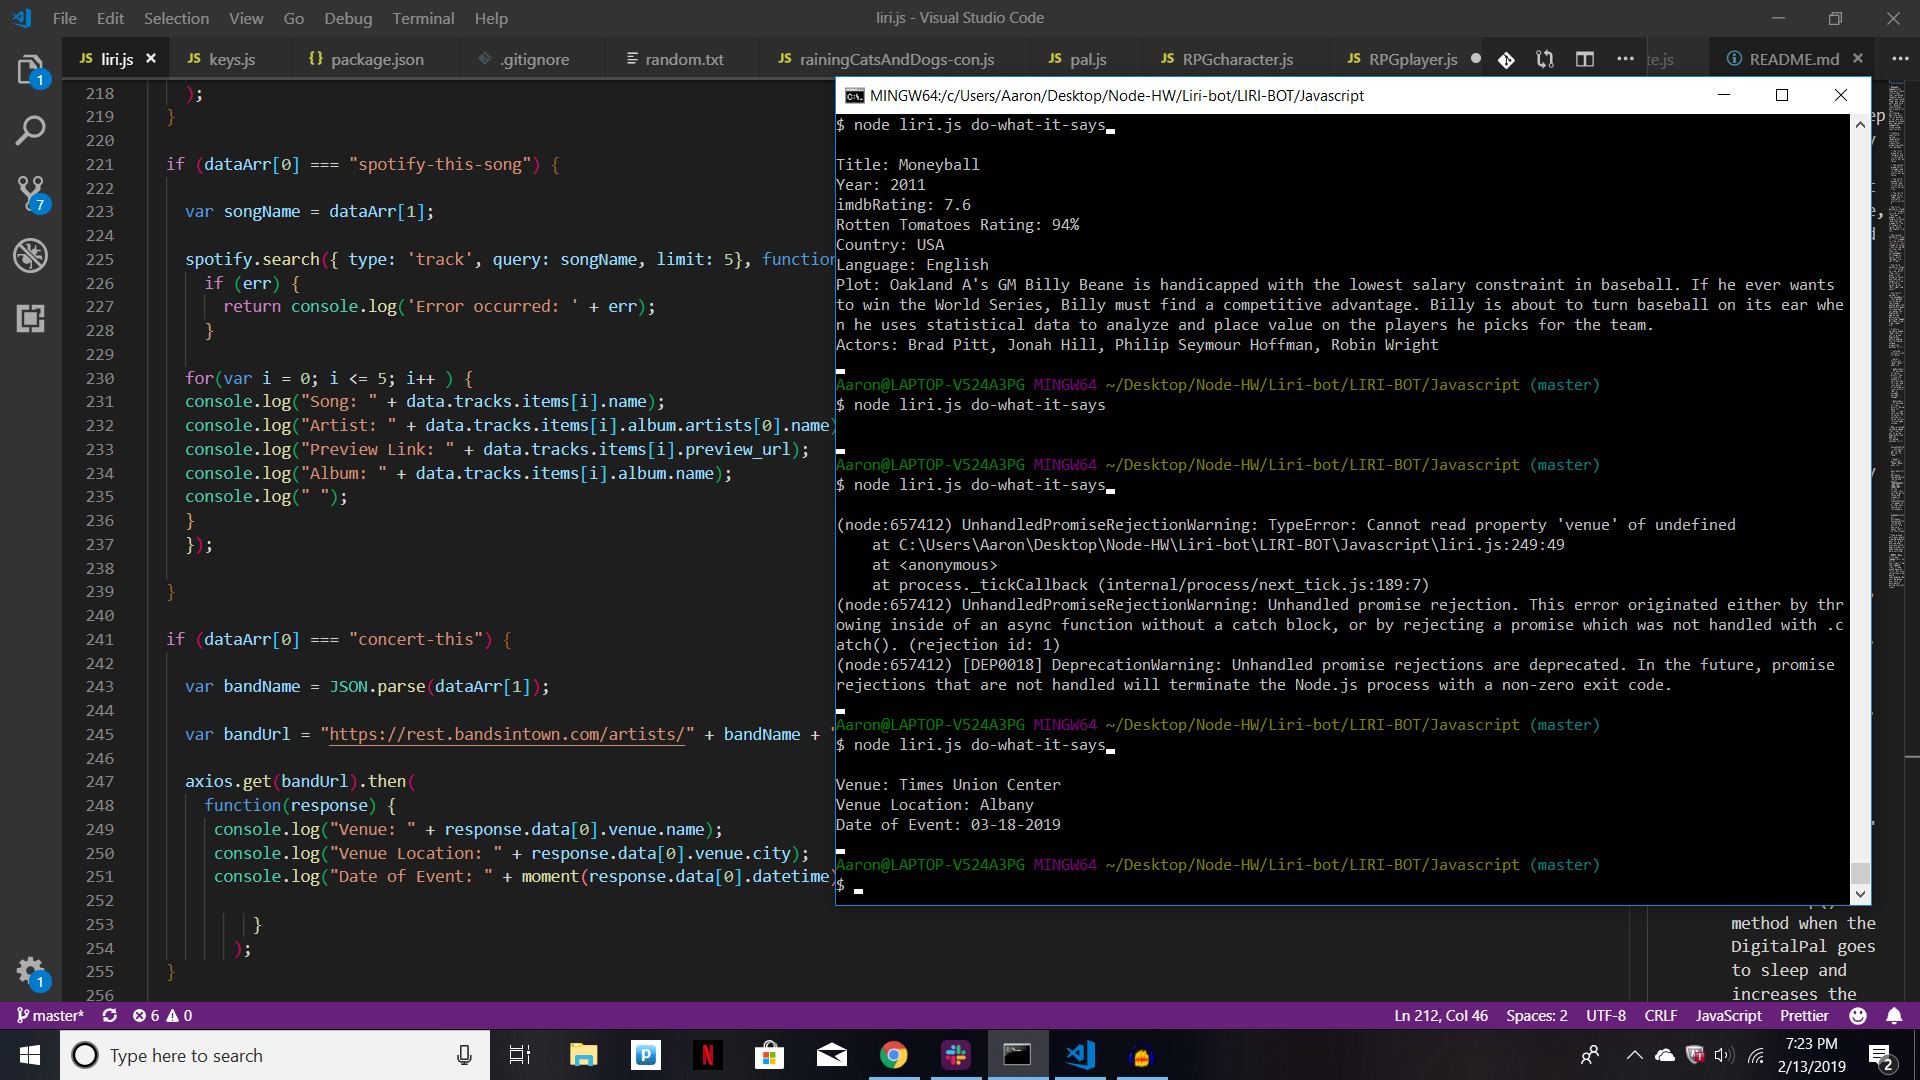 File Edit Selection View Go Debug Terminal Help
liri.js - Visual Studio Code
JS liri.js JS keys.js {} package.json .gitignore random.txt JS rainingCatsAndDogs-con.js JS pal.js JS RPGcharacter.js JS RPGplayer.js te.js README.md
1
7
1
218 );
219 }
220
221 if (dataArr[0] === "spotify-this-song") {
222
223 var songName = dataArr[1];
224
225 spotify.search({ type: 'track', query: songName, limit: 5}, function
226 if (err) {
227 return console.log('Error occurred: ' + err);
228 }
229
230 for(var i = 0; i <= 5; i++ ) {
231 console.log("Song: " + data.tracks.items[i].name);
232 console.log("Artist: " + data.tracks.items[i].album.artists[0].name)
233 console.log("Preview Link: " + data.tracks.items[i].preview_url);
234 console.log("Album: " + data.tracks.items[i].album.name);
235 console.log(" ");
236 }
237 });
238
239 }
240
241 if (dataArr[0] === "concert-this") {
242
243 var bandName = JSON.parse(dataArr[1]);
244
245 var bandUrl = "https://rest.bandsintown.com/artists/" + bandName + "
246
247 axios.get(bandUrl).then(
248 function(response) {
249 console.log("Venue: " + response.data[0].venue.name);
250 console.log("Venue Location: " + response.data[0].venue.city);
251 console.log("Date of Event: " + moment(response.data[0].datetime)
252
253 }
254 );
255 }
256
MINGW64:/c/Users/Aaron/Desktop/Node-HW/Liri-bot/LIRI-BOT/Javascript
$ node liri.js do-what-it-says
Title: Moneyball
Year: 2011
imdbRating: 7.6
Rotten Tomatoes Rating: 94%
Country: USA
Language: English
Plot: Oakland A's GM Billy Beane is handicapped with the lowest salary constraint in baseball. If he ever wants
to win the World Series, Billy must find a competitive advantage. Billy is about to turn baseball on its ear whe
n he uses statistical data to analyze and place value on the players he picks for the team.
Actors: Brad Pitt, Jonah Hill, Philip Seymour Hoffman, Robin Wright
Aaron@LAPTOP-V524A3PG MINGW64 ~/Desktop/Node-HW/Liri-bot/LIRI-BOT/Javascript (master)
$ node liri.js do-what-it-says
Aaron@LAPTOP-V524A3PG MINGW64 ~/Desktop/Node-HW/Liri-bot/LIRI-BOT/Javascript (master)
$ node liri.js do-what-it-says
(node:657412) UnhandledPromiseRejectionWarning: TypeError: Cannot read property 'venue' of undefined
at C:\Users\Aaron\Desktop\Node-HW\Liri-bot\LIRI-BOT\Javascript\liri.js:249:49
at <anonymous>
at process._tickCallback (internal/process/next_tick.js:189:7)
(node:657412) UnhandledPromiseRejectionWarning: Unhandled promise rejection. This error originated either by thr
owing inside of an async function without a catch block, or by rejecting a promise which was not handled with .c
atch(). (rejection id: 1)
(node:657412) [DEP0018] DeprecationWarning: Unhandled promise rejections are deprecated. In the future, promise
rejections that are not handled will terminate the Node.js process with a non-zero exit code.
Aaron@LAPTOP-V524A3PG MINGW64 ~/Desktop/Node-HW/Liri-bot/LIRI-BOT/Javascript (master)
$ node liri.js do-what-it-says
Venue: Times Union Center
Venue Location: Albany
Date of Event: 03-18-2019
Aaron@LAPTOP-V524A3PG MINGW64 ~/Desktop/Node-HW/Liri-bot/LIRI-BOT/Javascript (master)
$
method when the
DigitalPal goes
to sleep and
increases the
master* 6 0
Ln 212, Col 46 Spaces: 2 UTF-8 CRLF JavaScript Prettier
Type here to search
7:23 PM
2/13/2019
2